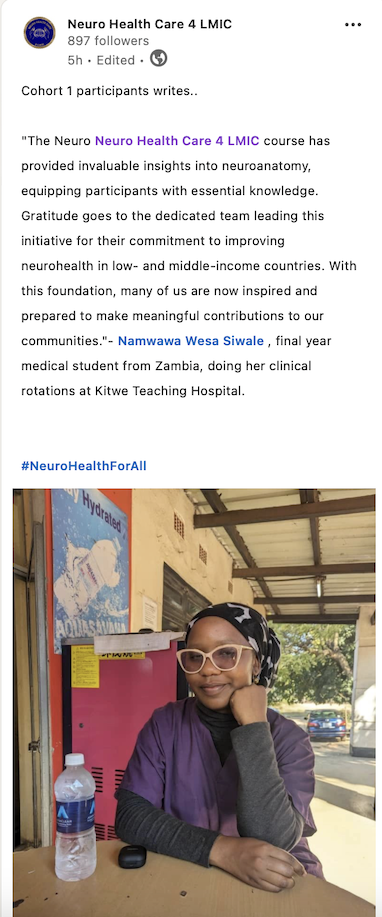 Neuro Health Care 4 LMIC
897 followers
5h • Edited •
Cohort 1 participants writes..
"The Neuro Neuro Health Care 4 LMIC course has
provided invaluable insights into neuroanatomy,
equipping participants with essential knowledge.
Gratitude goes to the dedicated team leading this
initiative for their commitment to improving
neurohealth in low- and middle-income countries. With
this foundation, many of us are now inspired and
prepared to make meaningful contributions to our
communities."- Namwawa Wesa Siwale , final year
medical student from Zambia, doing her clinical
rotations at Kitwe Teaching Hospital.
#NeuroHealthForAll
Hydrated
AQUASAVANA